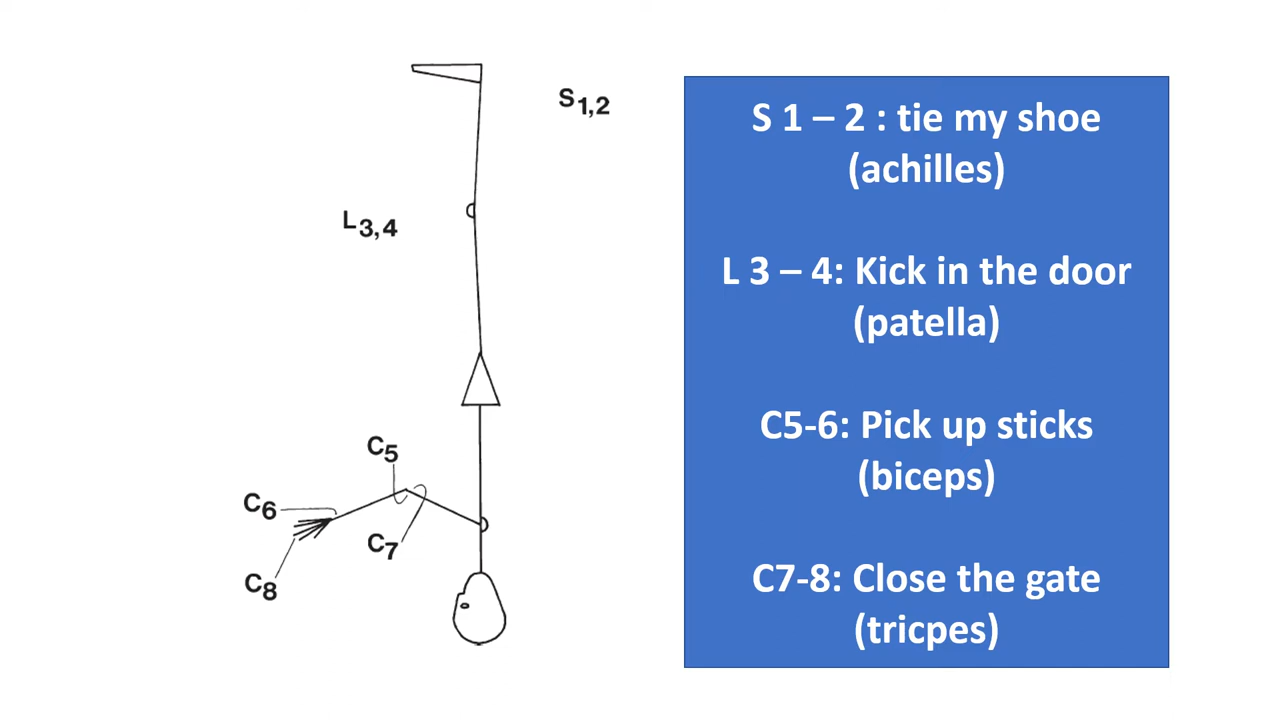 S1,2
L3,4
C5
C6
C7
C8
S 1 – 2 : tie my shoe
(achilles)
L 3 – 4: Kick in the door
(patella)
C5-6: Pick up sticks
(biceps)
C7-8: Close the gate
(tricpes)